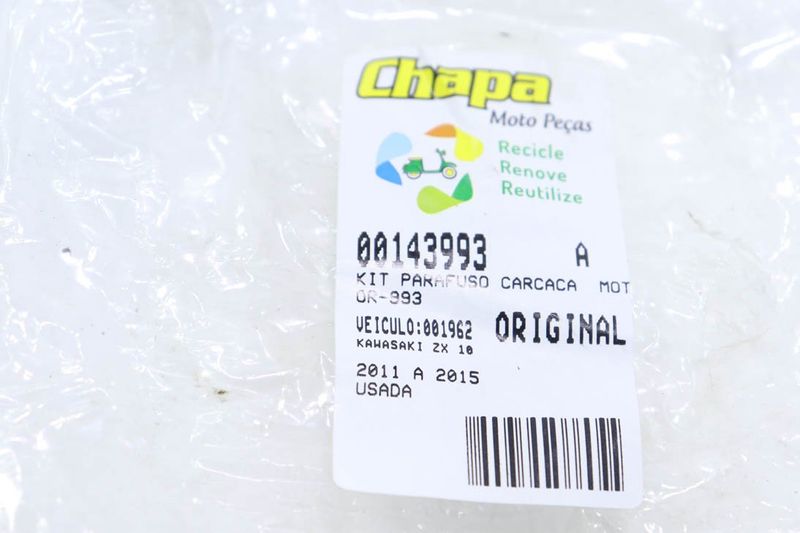 Chapa
Moto Peças
Recicle
Renove
Reutilize
00143993 A
KIT PARAFUSO CARCACA MOT
OR-993
VEICULO:001962 ORIGINAL
KAWASAKI ZX 10
2011 A 2015
USADA